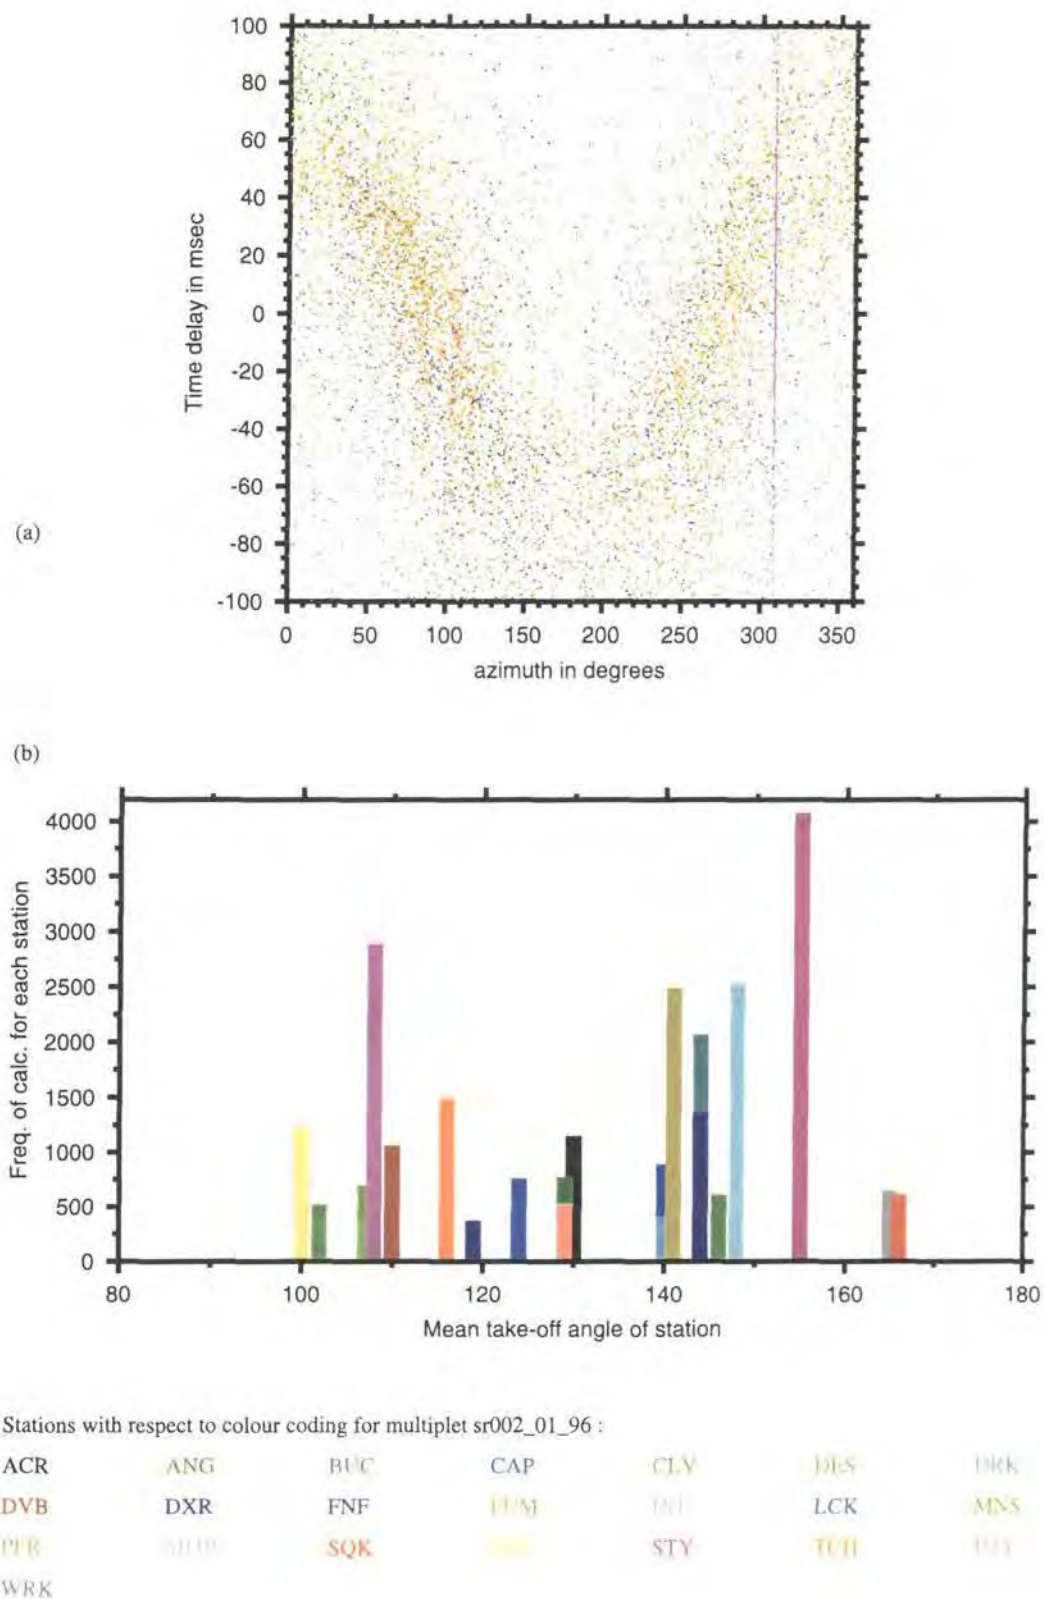 100
80
60
40
20
0
-20
-40
-60
-80
-100
Time delay in msec
0 50 100 150 200 250 300 350
azimuth in degrees
(a)
(b)
4000
3500
3000
2500
2000
1500
1000
500
0
Freq. of calc. for each station
80 100 120 140 160 180
Mean take-off angle of station
Stations with respect to colour coding for multiplet sr002_01_96 :
ACR ANG BUC CAP CLV DES DRK
DVB DXR FNF LCK MNS
PFR SQK STY TCH
WRK